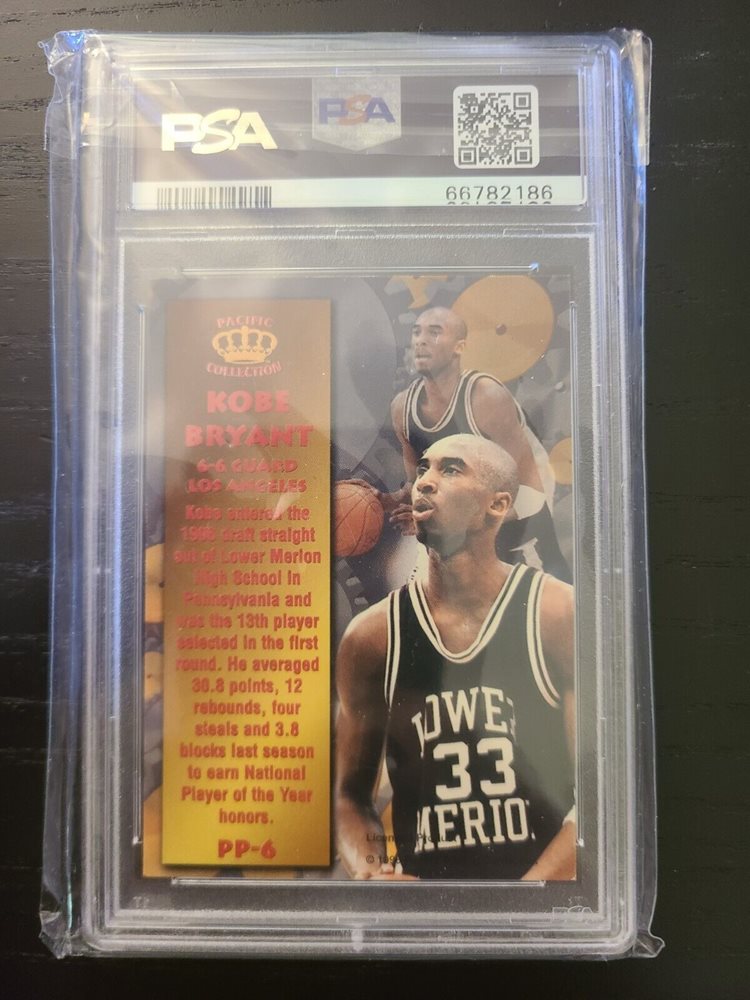 PSA
PSA
66782186
PACIFIC
COLLECTION
KOBE
BRYANT
6-6 GUARD
LOS ANGELES
Kobe entered the
1996 draft straight
out of Lower Merion
High School in
Pennsylvania and
was the 13th player
selected in the first
round. He averaged
30.8 points, 12
rebounds, four
steals and 3.8
blocks last season
to earn National
Player of the Year
honors.
PP-6
LOWER
33
MERIO
© 1996
PSA